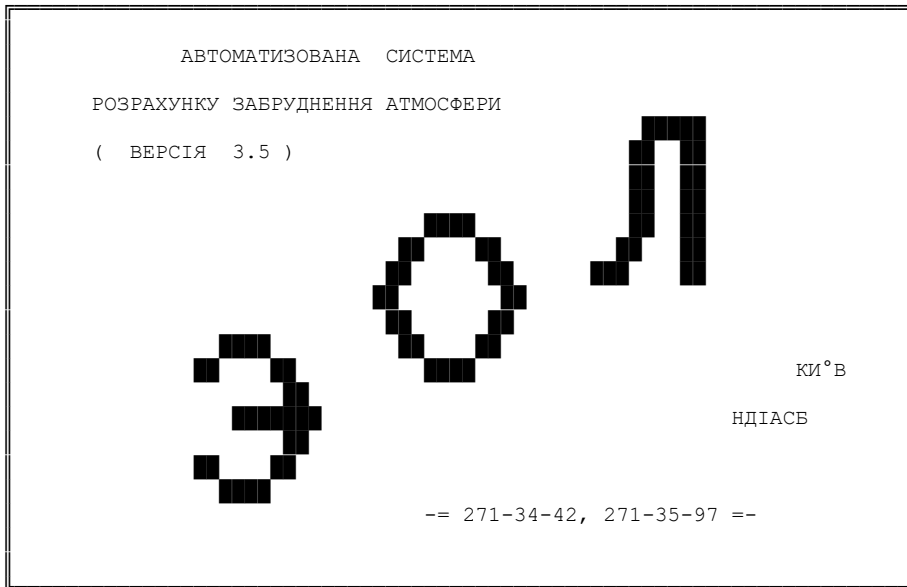 АВТОМАТИЗОВАНА СИСТЕМА
РОЗРАХУНКУ ЗАБРУДНЕННЯ АТМОСФЕРИ
( ВЕРСІЯ 3.5 )
ЭОЛ
КИ°В
НДІАСБ
-= 271-34-42, 271-35-97 =-